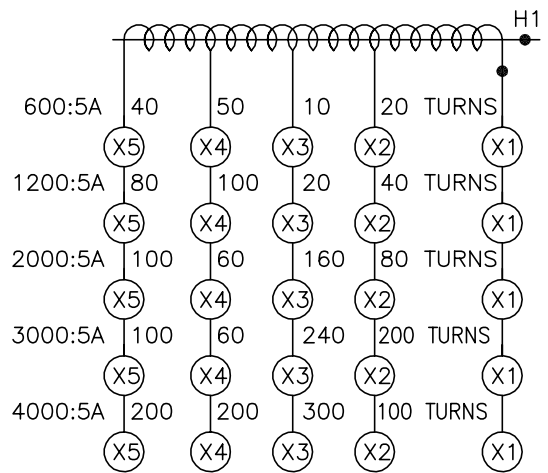 H1
600:5A 40 50 10 20 TURNS
X5 X4 X3 X2 X1
1200:5A 80 100 20 40 TURNS
X5 X4 X3 X2 X1
2000:5A 100 60 160 80 TURNS
X5 X4 X3 X2 X1
3000:5A 100 60 240 200 TURNS
X5 X4 X3 X2 X1
4000:5A 200 200 300 100 TURNS
X5 X4 X3 X2 X1